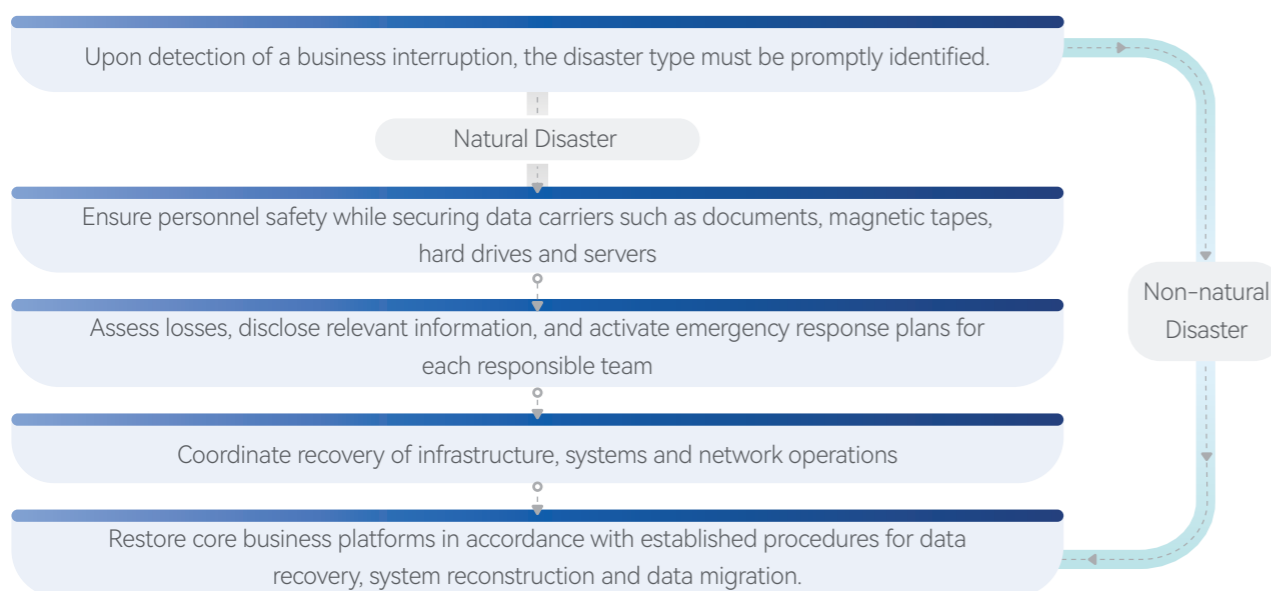 Upon detection of a business interruption, the disaster type must be promptly identified.
Natural Disaster
Ensure personnel safety while securing data carriers such as documents, magnetic tapes,
hard drives and servers
Assess losses, disclose relevant information, and activate emergency response plans for
each responsible team
Coordinate recovery of infrastructure, systems and network operations
Restore core business platforms in accordance with established procedures for data
recovery, system reconstruction and data migration.
Non-natural
Disaster